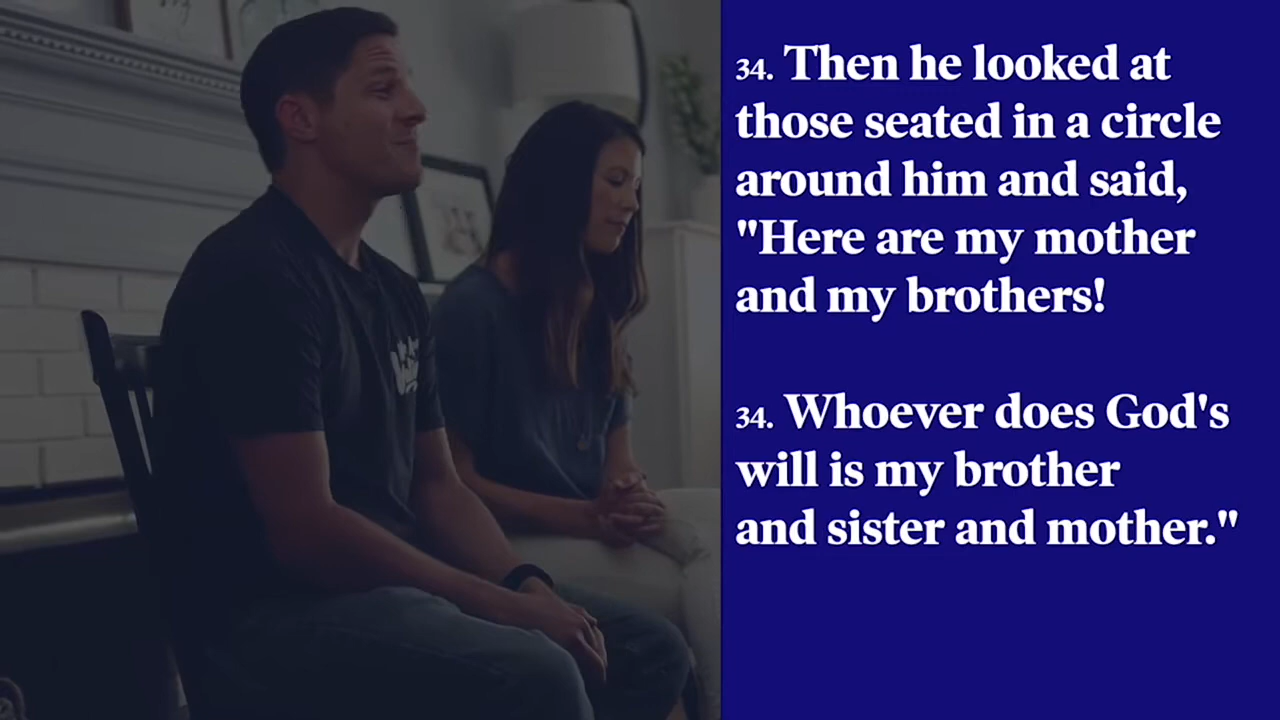 34. Then he looked at
those seated in a circle
around him and said,
"Here are my mother
and my brothers!
34. Whoever does God's
will is my brother
and sister and mother."